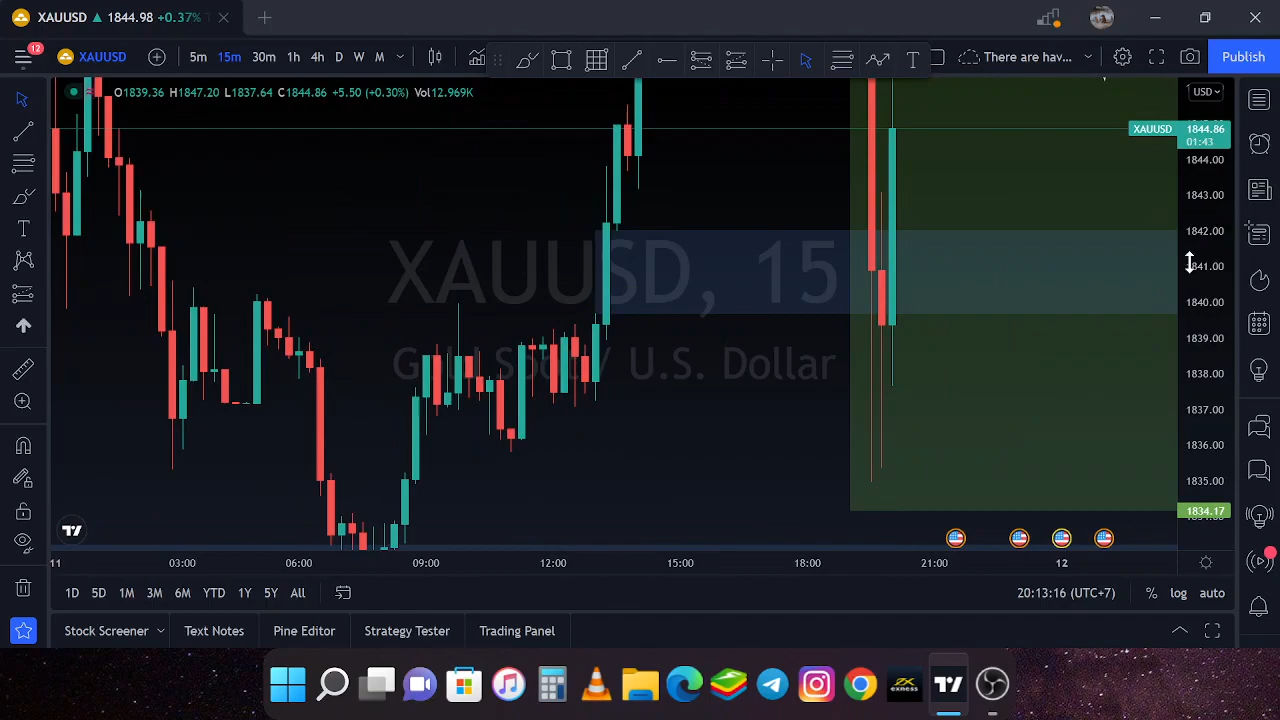 XAUUSD ▲ 1844.98 +0.37%
12
XAUUSD 5m 15m 30m 1h 4h D W M There are hav... Publish
O1839.36 H1847.20 L1837.64 C1844.86 +5.50 (+0.30%) Vol12.969K
USD
XAUUSD 1844.86
01:43
1844.00
1843.00
1842.00
1841.00
1840.00
1839.00
1838.00
1837.00
1836.00
1835.00
1834.17
XAUUSD, 15
Gold Spot / U.S. Dollar
11 03:00 06:00 09:00 12:00 15:00 18:00 21:00 12
1D 5D 1M 3M 6M YTD 1Y 5Y All 20:13:16 (UTC+7) % log auto
Stock Screener Text Notes Pine Editor Strategy Tester Trading Panel
exness